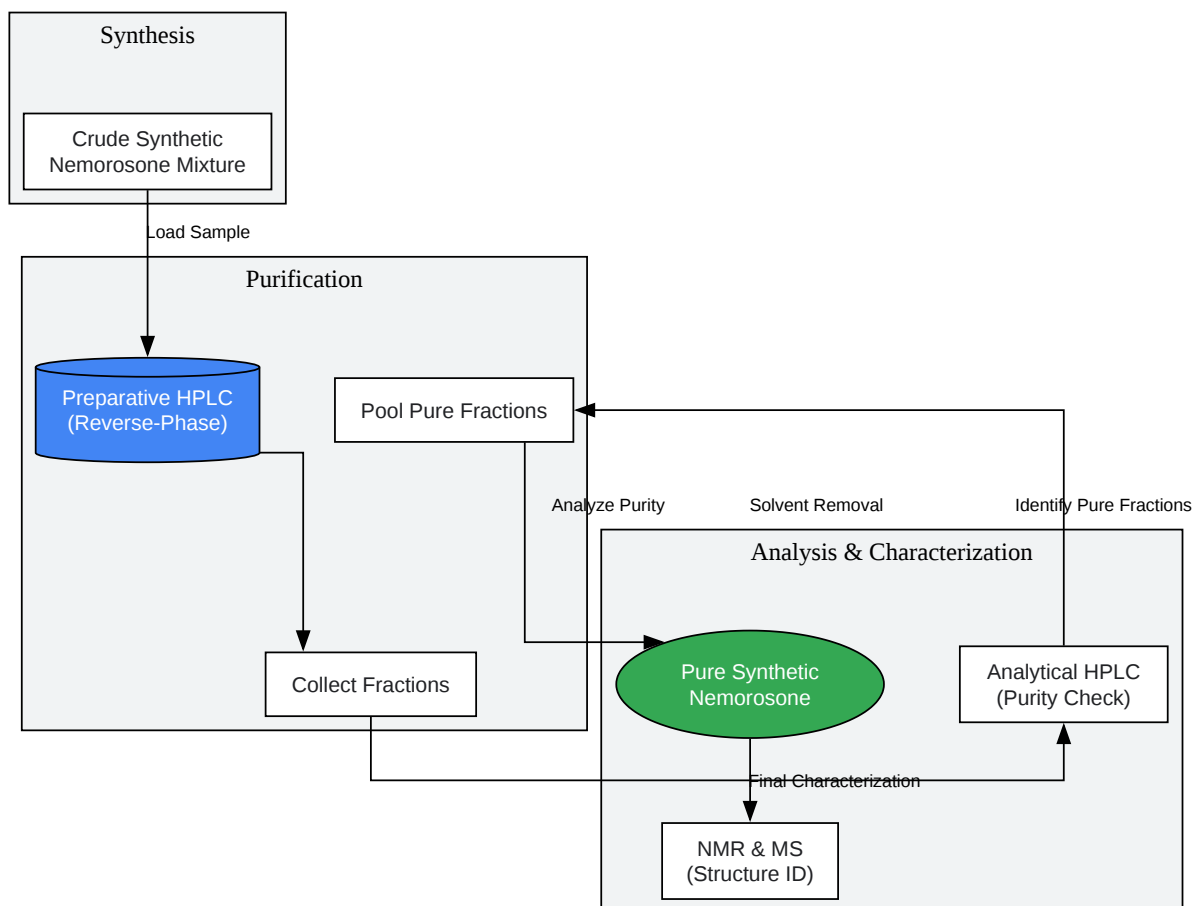 Synthesis
Crude Synthetic
Nemorosone Mixture
Load Sample
Purification
Preparative HPLC
(Reverse-Phase)
Pool Pure Fractions
Analyze Purity
Solvent Removal
Identify Pure Fractions
Analysis & Characterization
Collect Fractions
Pure Synthetic
Nemorosone
Analytical HPLC
(Purity Check)
Final Characterization
NMR & MS
(Structure ID)